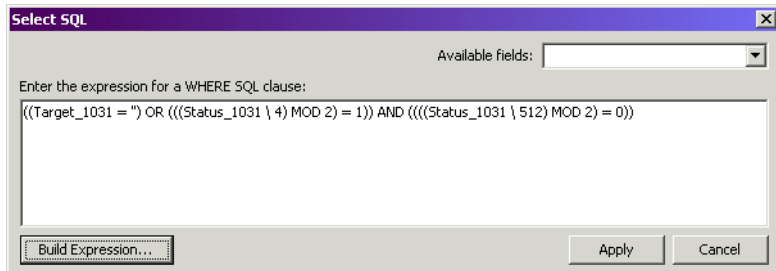 Select SQL
Available fields:
Enter the expression for a WHERE SQL clause:
((Target_1031 = '') OR (((Status_1031 \ 4) MOD 2) = 1)) AND ((((Status_1031 \ 512) MOD 2) = 0))
Build Expression... Apply Cancel